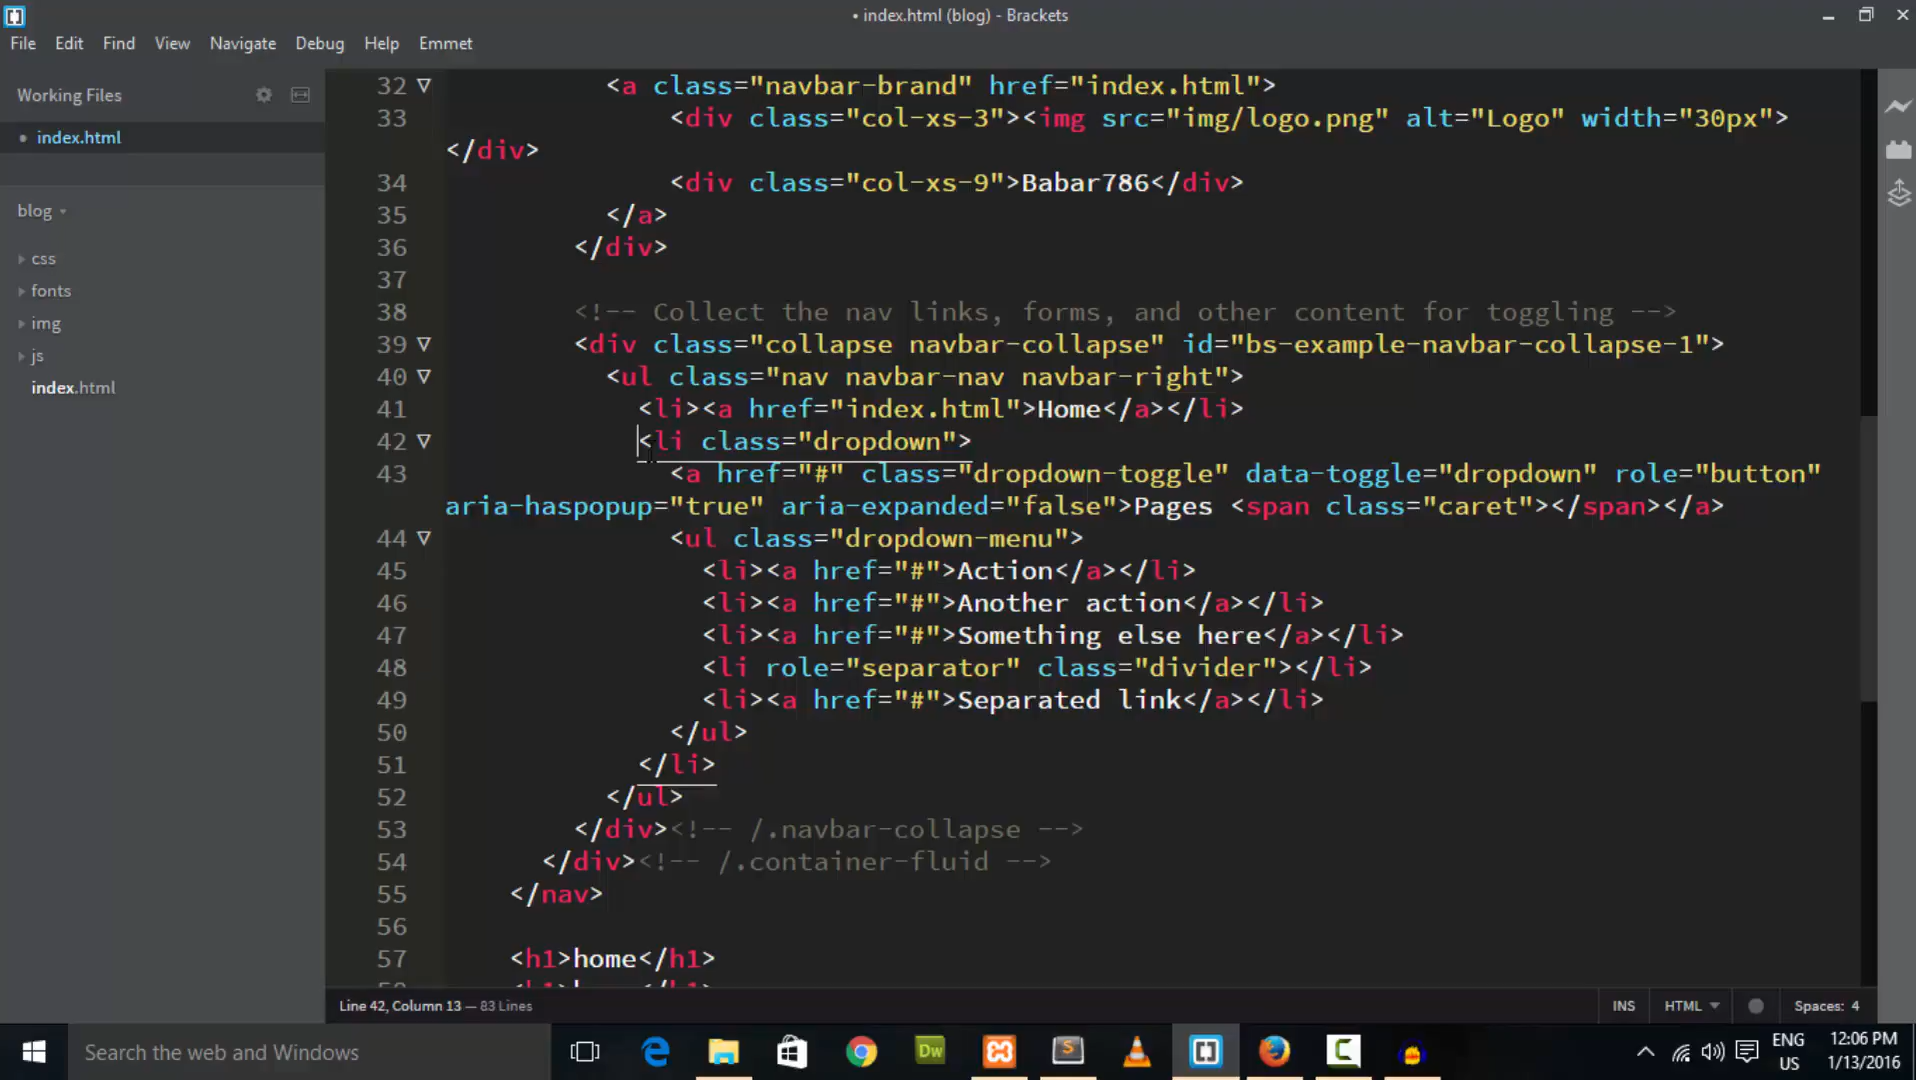 • index.html (blog) - Brackets
File Edit Find View Navigate Debug Help Emmet
Working Files
• index.html
blog
css
fonts
img
js
index.html
32 <a class="navbar-brand" href="index.html">
33 <div class="col-xs-3"><img src="img/logo.png" alt="Logo" width="30px">
</div>
34 <div class="col-xs-9">Babar786</div>
35 </a>
36 </div>
37
38 <!-- Collect the nav links, forms, and other content for toggling -->
39 <div class="collapse navbar-collapse" id="bs-example-navbar-collapse-1">
40 <ul class="nav navbar-nav navbar-right">
41 <li><a href="index.html">Home</a></li>
42 <li class="dropdown">
43 <a href="#" class="dropdown-toggle" data-toggle="dropdown" role="button"
aria-haspopup="true" aria-expanded="false">Pages <span class="caret"></span></a>
44 <ul class="dropdown-menu">
45 <li><a href="#">Action</a></li>
46 <li><a href="#">Another action</a></li>
47 <li><a href="#">Something else here</a></li>
48 <li role="separator" class="divider"></li>
49 <li><a href="#">Separated link</a></li>
50 </ul>
51 </li>
52 </ul>
53 </div><!-- /.navbar-collapse -->
54 </div><!-- /.container-fluid -->
55 </nav>
56
57 <h1>home</h1>
Line 42, Column 13 — 83 Lines
INS HTML Spaces: 4
Search the web and Windows
Dw
S
C
ENG
US
12:06 PM
1/13/2016